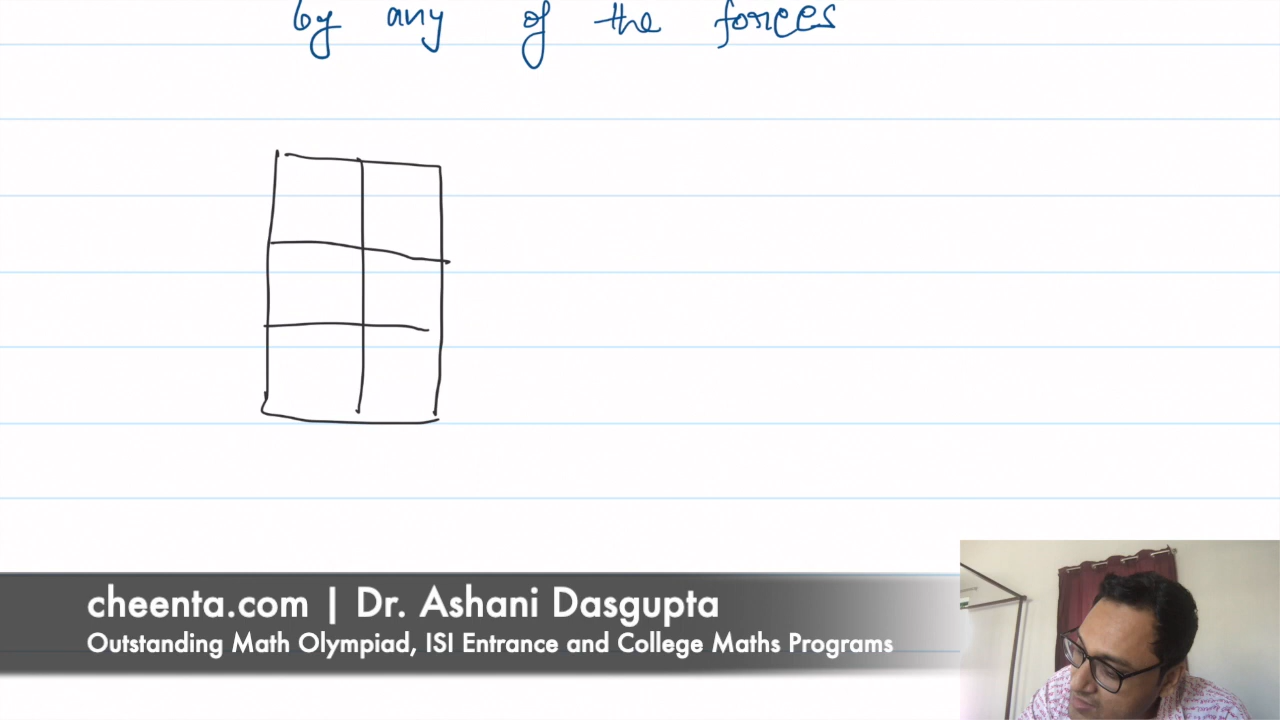 by any of the forces
cheenta.com | Dr. Ashani Dasgupta
Outstanding Math Olympiad, ISI Entrance and College Maths Programs